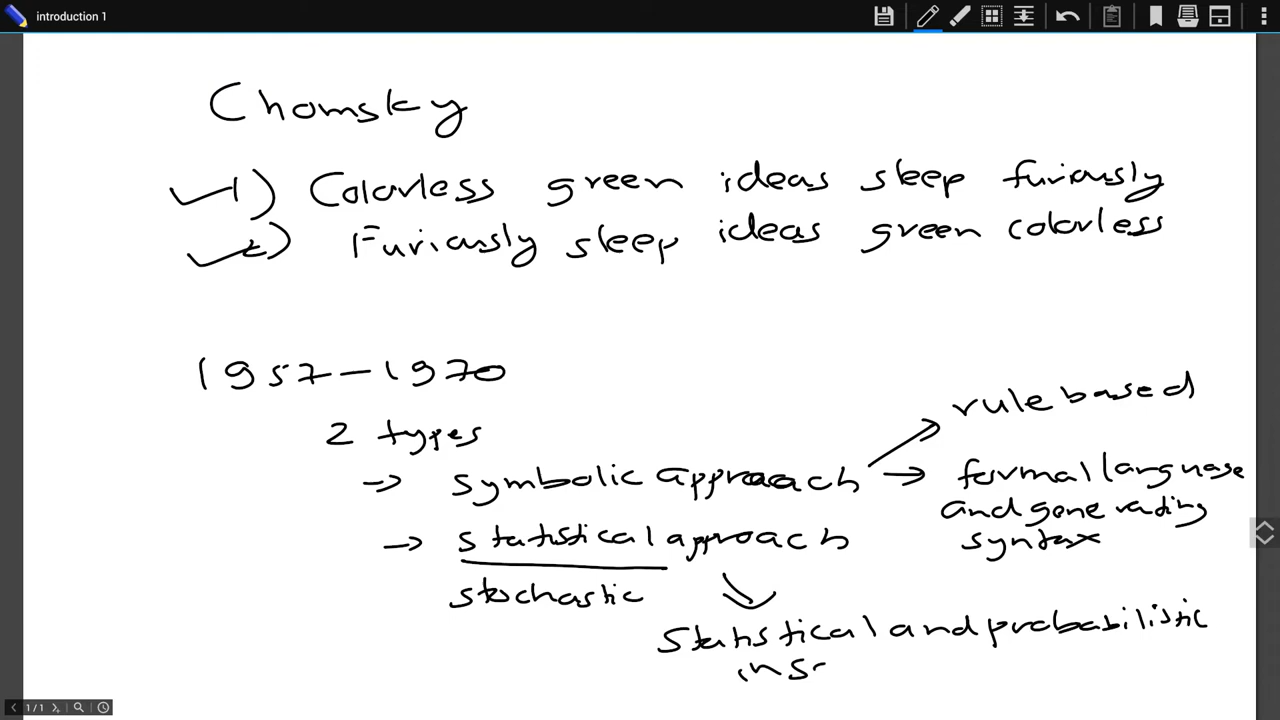 introduction 1
Chomsky
1) Colorless green ideas sleep furiously
2) Furiously sleep ideas green colorless
1957-1970
2 types
→ symbolic approach → rule based
→ formal language
and generating
syntax
→ statistical approach
stochastic
Statistical and probabilistic
ins
1/1